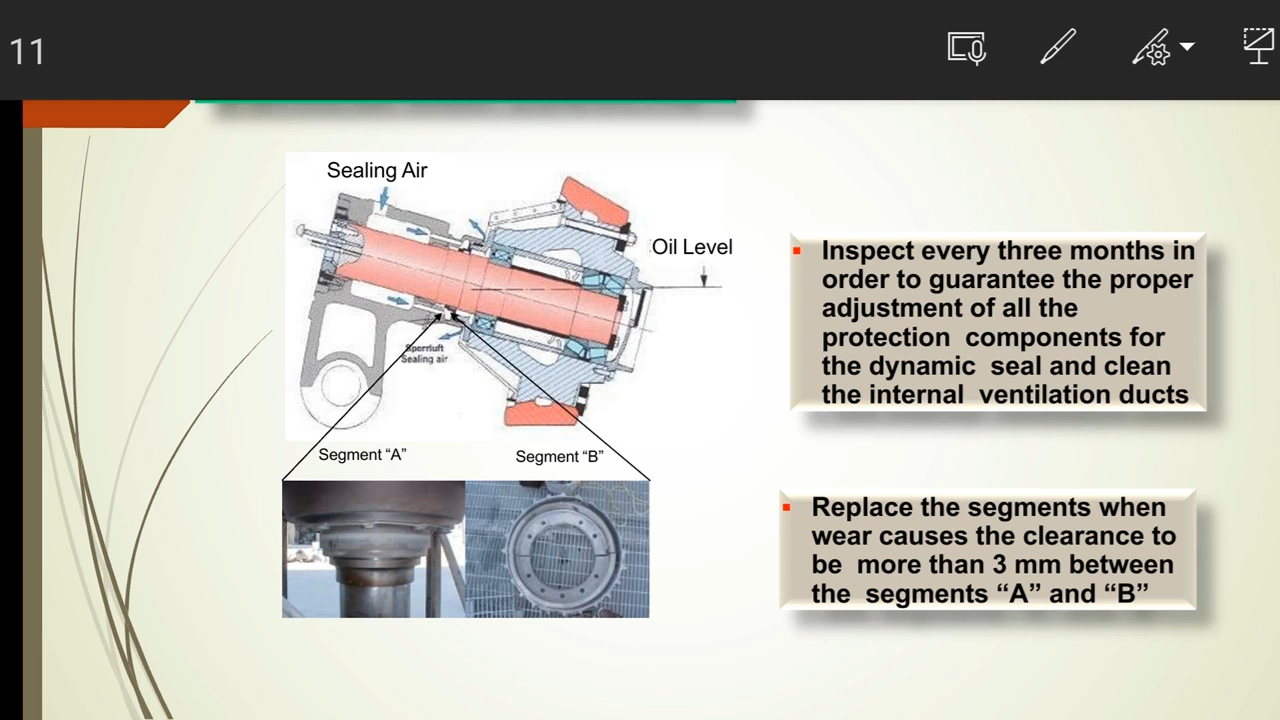 11
Sealing Air
Oil Level
Sperrluft
Sealing air
Segment “A”
Segment “B”
Inspect every three months in
order to guarantee the proper
adjustment of all the
protection components for
the dynamic seal and clean
the internal ventilation ducts
Replace the segments when
wear causes the clearance to
be more than 3 mm between
the segments “A” and “B”